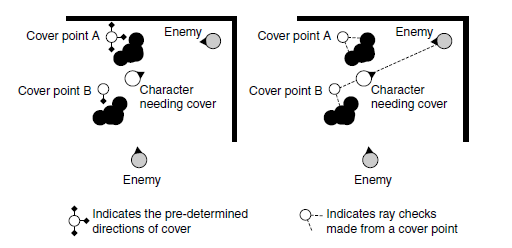 Cover point A
Enemy
Cover point B
Character
needing cover
Enemy
Indicates the pre-determined
directions of cover
Cover point A
Enemy
Cover point B
Character
needing cover
Enemy
Indicates ray checks
made from a cover point